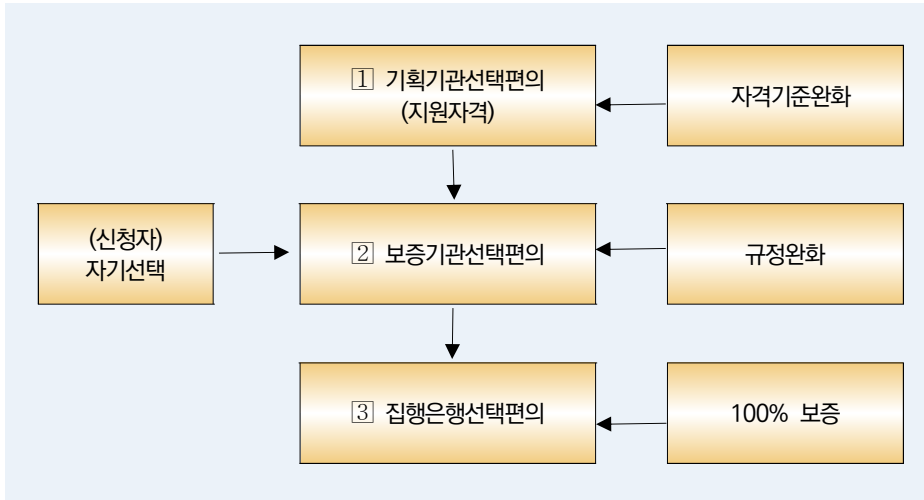 1 기획기관선택편의
(지원자격)
자격기준완화
(신청자)
자기선택
2 보증기관선택편의
규정완화
3 집행은행선택편의
100% 보증